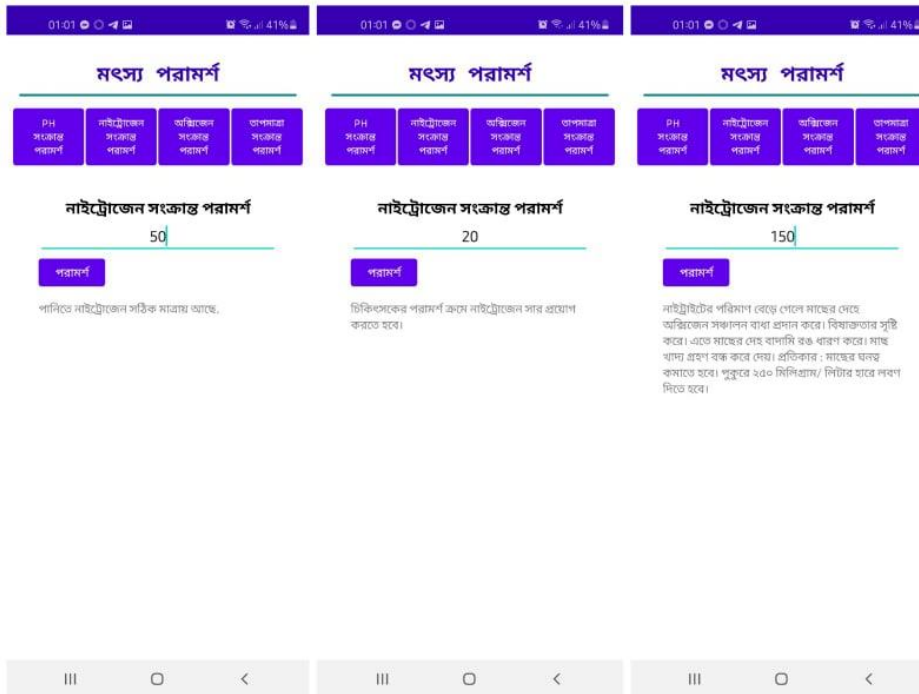 01:01 41%
মৎস্য পরামর্শ
PH
সংক্রান্ত
পরামর্শ
নাইট্রোজেন
সংক্রান্ত
পরামর্শ
অক্সিজেন
সংক্রান্ত
পরামর্শ
তাপমাত্রা
সংক্রান্ত
পরামর্শ
নাইট্রোজেন সংক্রান্ত পরামর্শ
50
পরামর্শ
পানিতে নাইট্রোজেন সঠিক মাত্রায় আছে.
01:01 41%
মৎস্য পরামর্শ
PH
সংক্রান্ত
পরামর্শ
নাইট্রোজেন
সংক্রান্ত
পরামর্শ
অক্সিজেন
সংক্রান্ত
পরামর্শ
তাপমাত্রা
সংক্রান্ত
পরামর্শ
নাইট্রোজেন সংক্রান্ত পরামর্শ
20
পরামর্শ
চিকিৎসকের পরামর্শ ক্রমে নাইট্রোজেন সার প্রয়োগ
করতে হবে।
01:01 41%
মৎস্য পরামর্শ
PH
সংক্রান্ত
পরামর্শ
নাইট্রোজেন
সংক্রান্ত
পরামর্শ
অক্সিজেন
সংক্রান্ত
পরামর্শ
তাপমাত্রা
সংক্রান্ত
পরামর্শ
নাইট্রোজেন সংক্রান্ত পরামর্শ
150
পরামর্শ
নাইট্রাইটের পরিমাণ বেড়ে গেলে মাছের দেহে
অক্সিজেন সঞ্চালন বাধা প্রদান করে। বিষাক্ততার সৃষ্টি
করে। এতে মাছের দেহ বাদামি রঙ ধারণ করে। মাছ
খাদ্য গ্রহণ বন্ধ করে দেয়। প্রতিকার : মাছের ঘনত্ব
কমাতে হবে। পুকুরে ২৫০ মিলিগ্রাম/ লিটার হারে লবণ
দিতে হবে।